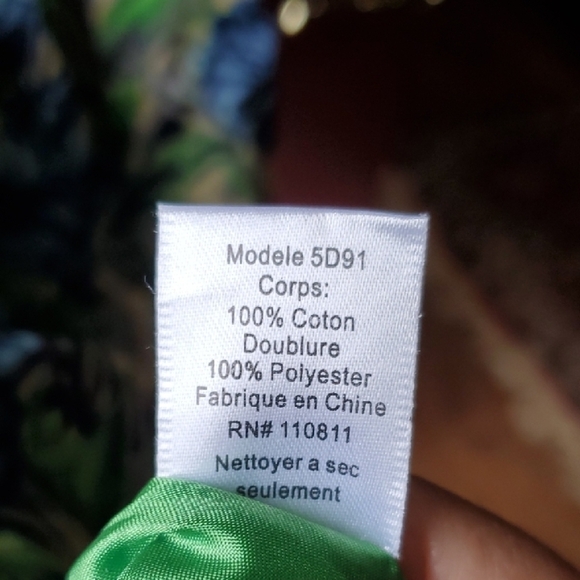 Modele 5D91
Corps:
100% Coton
Doublure
100% Polyester
Fabrique en Chine
RN# 110811
Nettoyer a sec
seulement